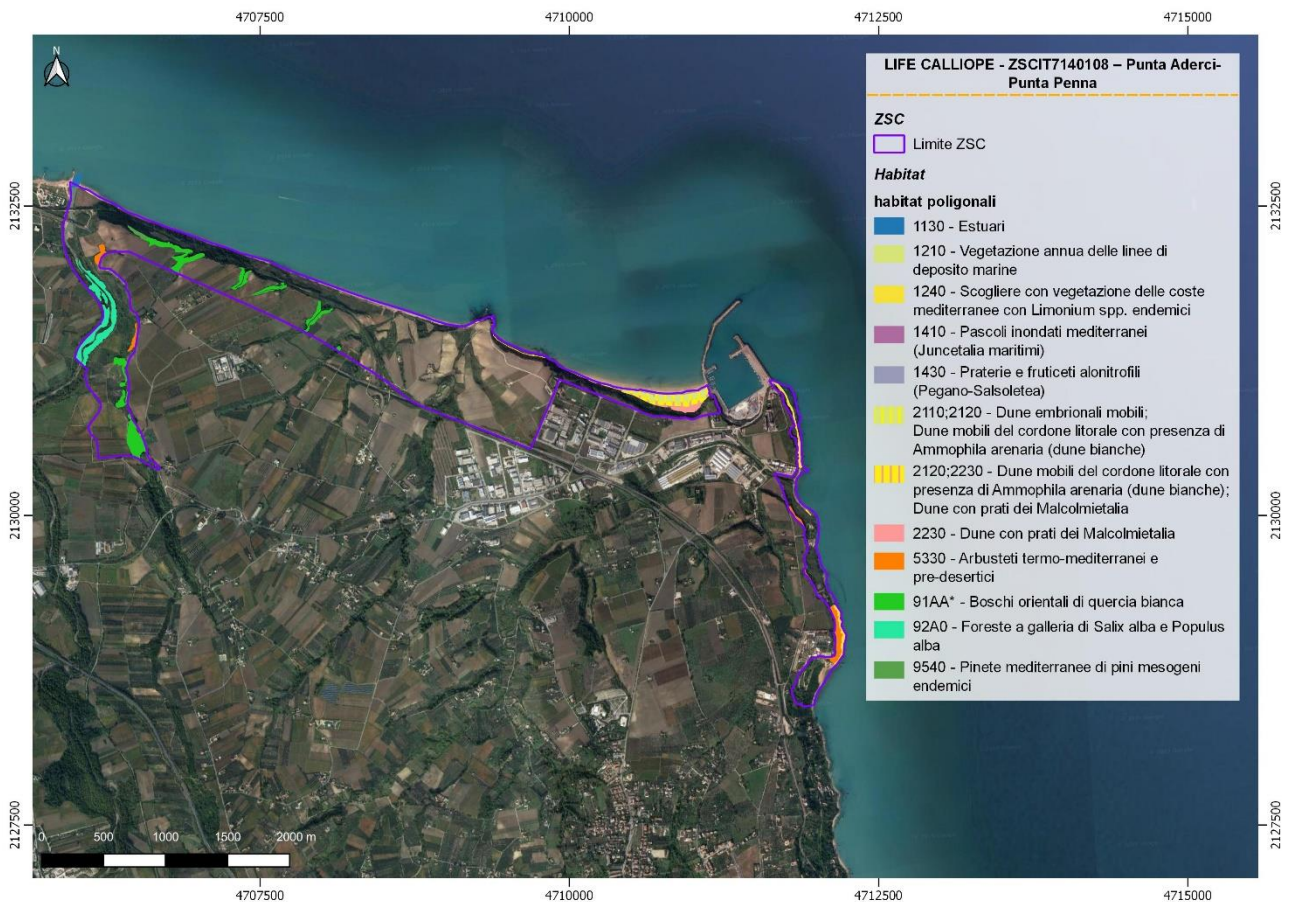 4707500 4710000 4712500 4715000
N
LIFE CALLIOPE - ZSCIT7140108 – Punta Aderci-
Punta Penna
ZSC
Limite ZSC
Habitat
habitat poligonali
1130 - Estuari
1210 - Vegetazione annua delle linee di
deposito marine
1240 - Scogliere con vegetazione delle coste
mediterranee con Limonium spp. endemici
1410 - Pascoli inondati mediterranei
(Juncetalia maritimi)
1430 - Praterie e fruticeti alonitrofili
(Pegano-Salsoletea)
2110;2120 - Dune embrionali mobili;
Dune mobili del cordone litorale con presenza di
Ammophila arenaria (dune bianche)
2120;2230 - Dune mobili del cordone litorale con
presenza di Ammophila arenaria (dune bianche);
Dune con prati dei Malcolmietalia
2230 - Dune con prati dei Malcolmietalia
5330 - Arbusteti termo-mediterranei e
pre-desertici
91AA* - Boschi orientali di quercia bianca
92A0 - Foreste a galleria di Salix alba e Populus
alba
9540 - Pinete mediterranee di pini mesogeni
endemici
2132500 2132500
2130000 2130000
2127500 2127500
0 500 1000 1500 2000 m
4707500 4710000 4712500 4715000